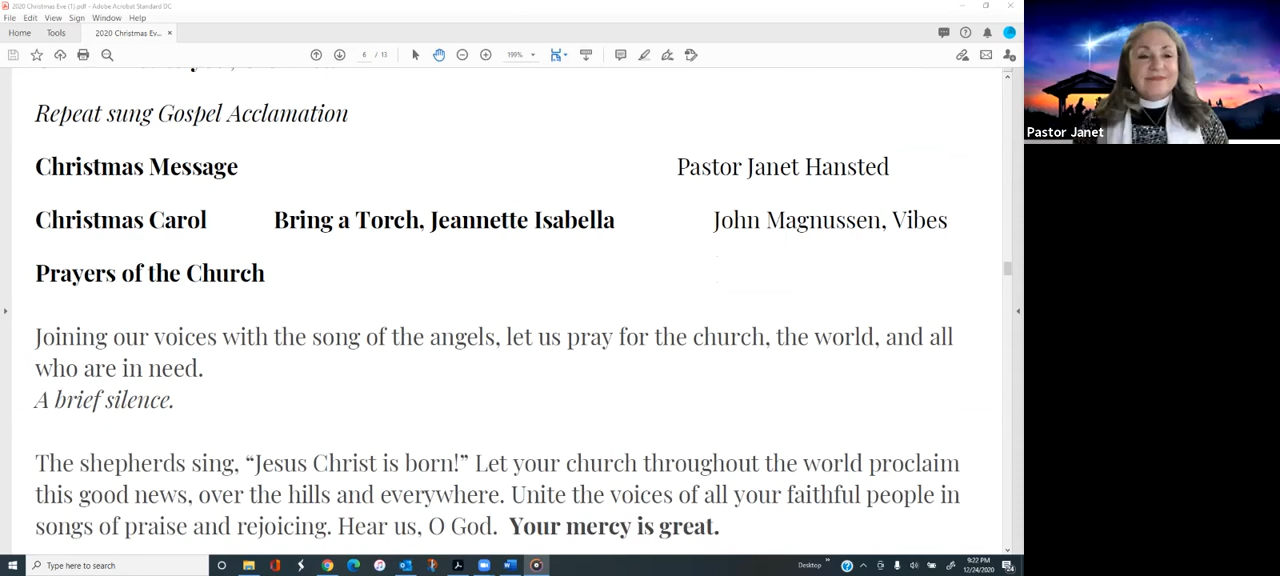 2020 Christmas Eve (1).pdf - Adobe Acrobat Standard DC
File Edit View Sign Window Help
Home Tools 2020 Christmas Ev... ×
6 / 13 199%
Repeat sung Gospel Acclamation
Christmas Message Pastor Janet Hansted
Christmas Carol Bring a Torch, Jeannette Isabella John Magnussen, Vibes
Prayers of the Church
Joining our voices with the song of the angels, let us pray for the church, the world, and all
who are in need.
A brief silence.
The shepherds sing, “Jesus Christ is born!” Let your church throughout the world proclaim
this good news, over the hills and everywhere. Unite the voices of all your faithful people in
songs of praise and rejoicing. Hear us, O God. Your mercy is great.
Pastor Janet
Type here to search
Desktop
9:22 PM
12/24/2020
24